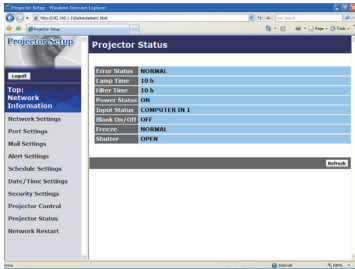 Projector Setup - Windows Internet Explorer
Projector Setup
Page
Tools
Projector Setup
Logoff
Top:
Network
Information
Network Settings
Port Settings
Mail Settings
Alert Settings
Schedule Settings
Date/Time Settings
Security Settings
Projector Control
Projector Status
Network Restart
Projector Status
Error Status NORMAL
Lamp Time 10 h
Filter Time 10 h
Power Status ON
Input Status COMPUTER IN 1
Blank On/Off OFF
Freeze NORMAL
Shutter OPEN
Refresh
Done
Internet
100%